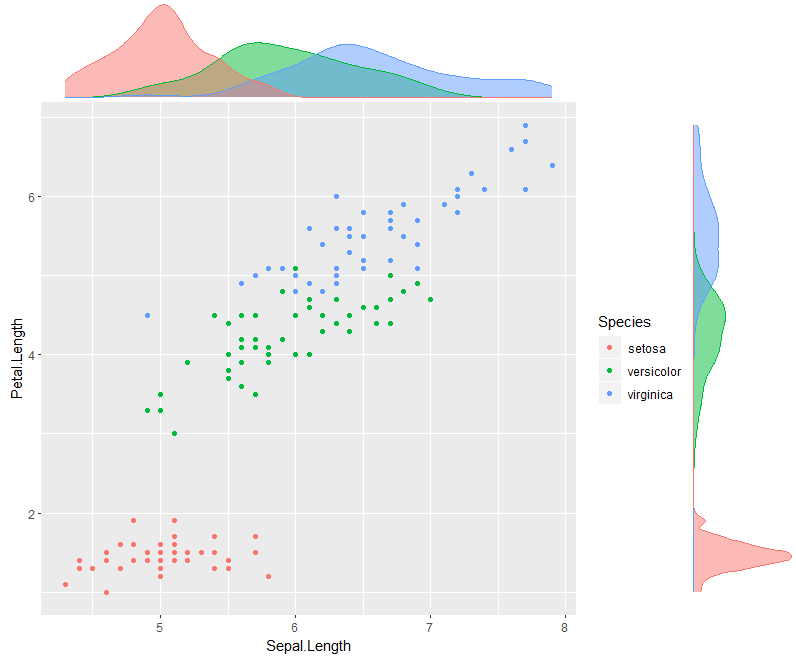 6
4
2
Petal.Length
5 6 7 8
Sepal.Length
Species
setosa
versicolor
virginica